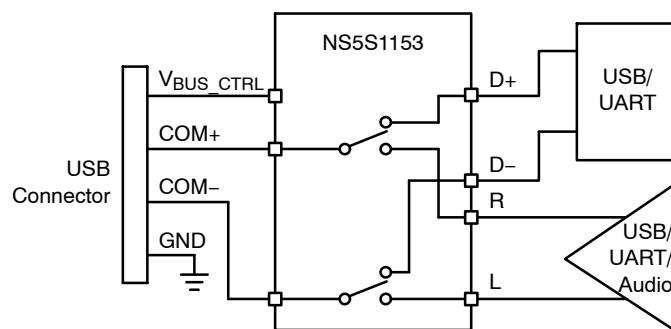 NS5S1153
VBUS_CTRL
D+
USB/
UART
COM+
USB
Connector
COM−
D−
R
GND
USB/
UART/
Audio
L